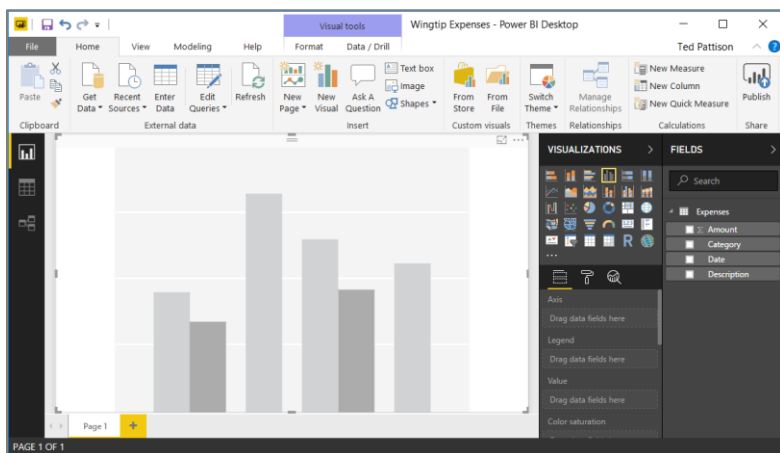 Visual tools
Wingtip Expenses - Power BI Desktop
File
Home
View
Modeling
Help
Format
Data / Drill
Ted Pattison
Paste
Get
Data
Recent
Sources
Enter
Data
Edit
Queries
Refresh
New
Page
New
Visual
Ask A
Question
Text box
Image
Shapes
From
Store
From
File
Switch
Theme
Manage
Relationships
New Measure
New Column
New Quick Measure
Publish
Clipboard
External data
Insert
Custom visuals
Themes
Relationships
Calculations
Share
VISUALIZATIONS
R
Axis
Drag data fields here
Legend
Drag data fields here
Value
Drag data fields here
Color saturation
FIELDS
Search
Expenses
Σ Amount
Category
Date
Description
Page 1
PAGE 1 OF 1